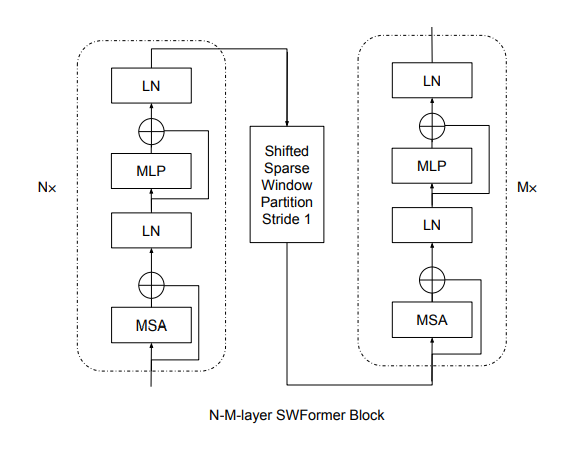 LN
MLP
N×
LN
MSA
Shifted
Sparse
Window
Partition
Stride 1
LN
MLP
M×
LN
MSA
N-M-layer SWFormer Block